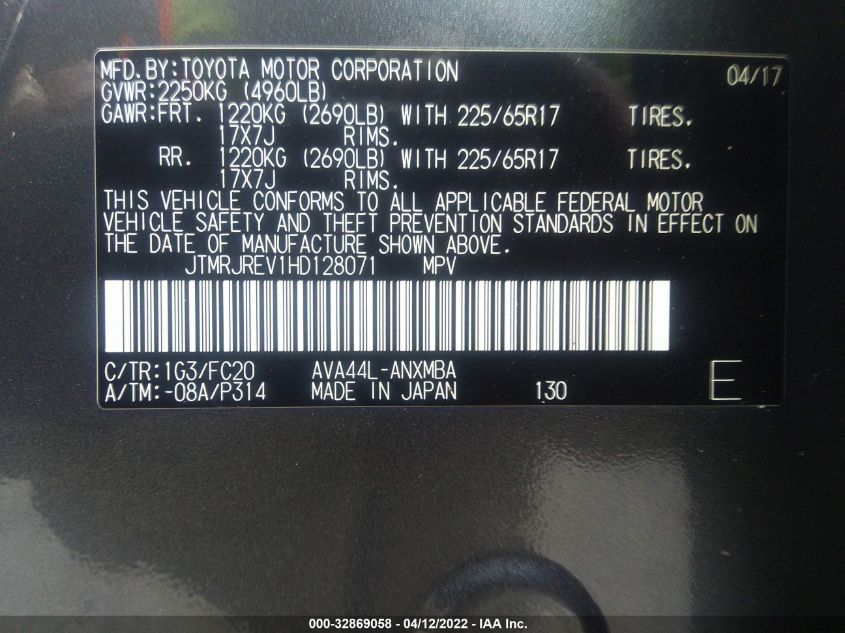 MFD.BY:TOYOTA MOTOR CORPORATION 04/17
GVWR:2250KG (4960LB)
GAWR:FRT. 1220KG (2690LB) WITH 225/65R17 TIRES.
17X7J RIMS.
RR. 1220KG (2690LB) WITH 225/65R17 TIRES.
17X7J RIMS.
THIS VEHICLE CONFORMS TO ALL APPLICABLE FEDERAL MOTOR
VEHICLE SAFETY AND THEFT PREVENTION STANDARDS IN EFFECT ON
THE DATE OF MANUFACTURE SHOWN ABOVE.
JTMRJREV1HD128071 MPV
C/TR:1G3/FC20 AVA44L-ANXMBA
A/TM:-08A/P314 MADE IN JAPAN 130 E
000-32869058 - 04/12/2022 - IAA Inc.